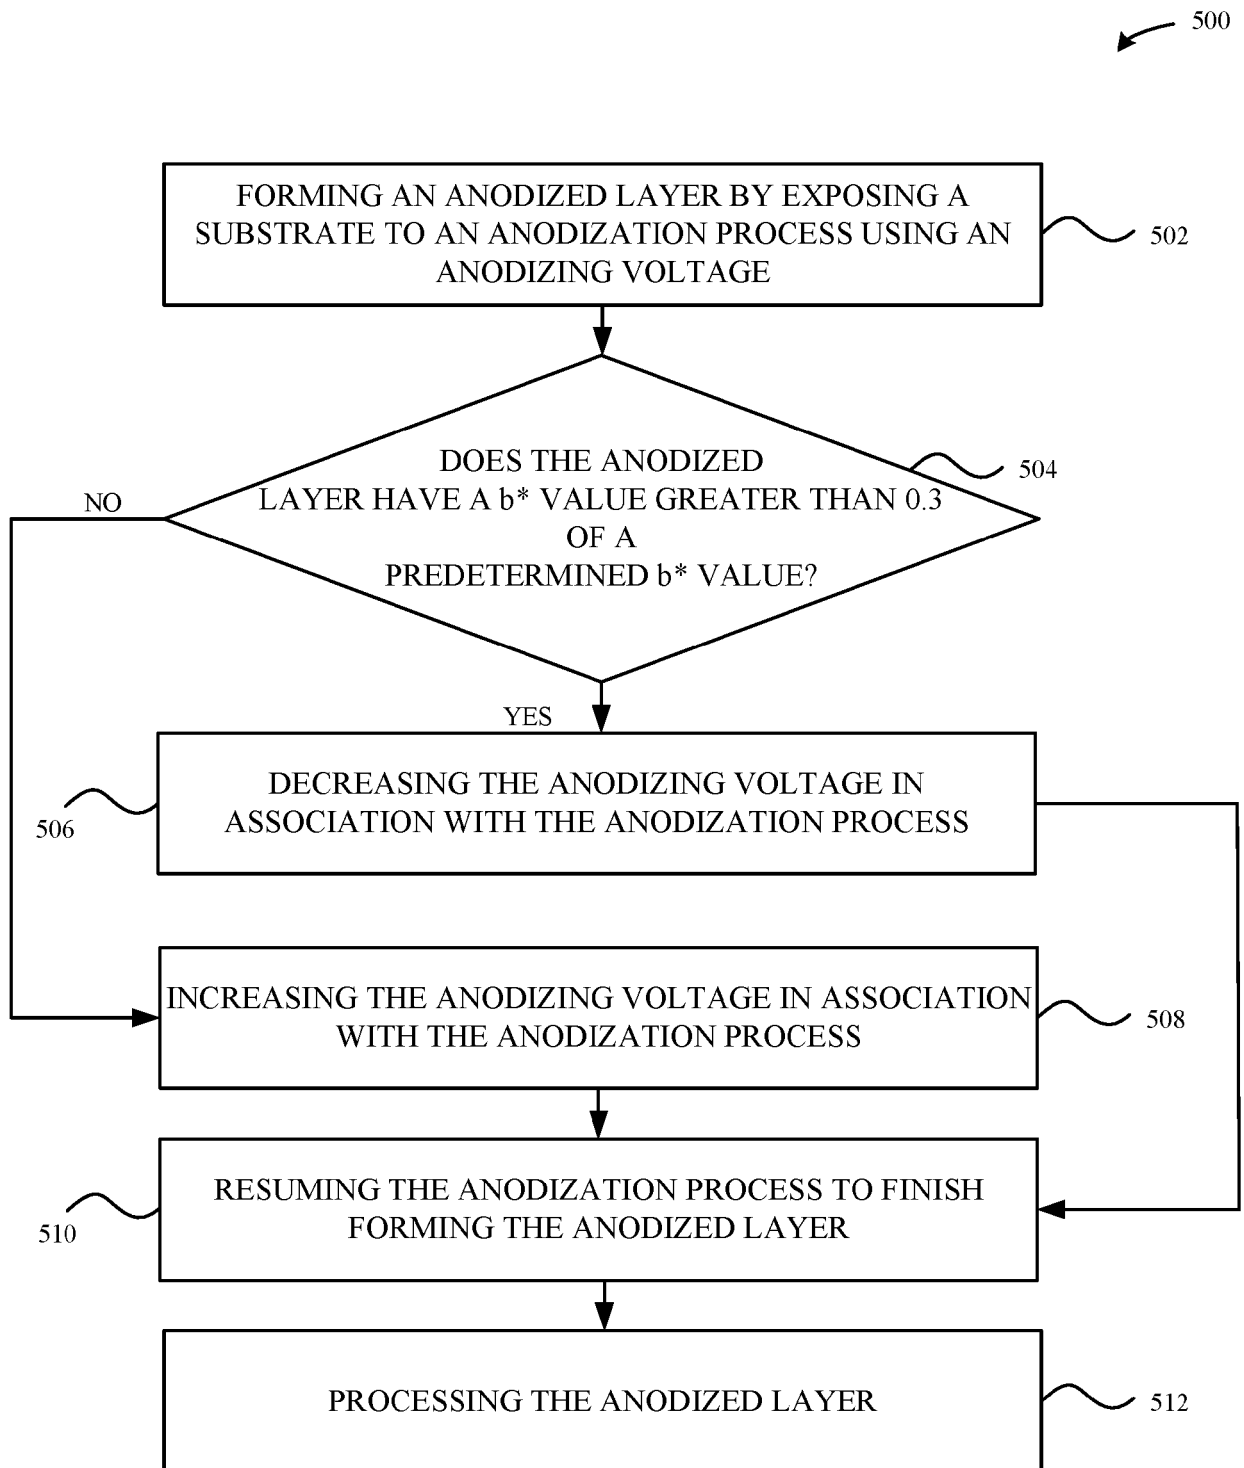 500
FORMING AN ANODIZED LAYER BY EXPOSING A
SUBSTRATE TO AN ANODIZATION PROCESS USING AN
ANODIZING VOLTAGE
502
DOES THE ANODIZED
LAYER HAVE A b* VALUE GREATER THAN 0.3
OF A
PREDETERMINED b* VALUE?
504
NO
YES
DECREASING THE ANODIZING VOLTAGE IN
ASSOCIATION WITH THE ANODIZATION PROCESS
506
INCREASING THE ANODIZING VOLTAGE IN ASSOCIATION
WITH THE ANODIZATION PROCESS
508
RESUMING THE ANODIZATION PROCESS TO FINISH
FORMING THE ANODIZED LAYER
510
PROCESSING THE ANODIZED LAYER
512